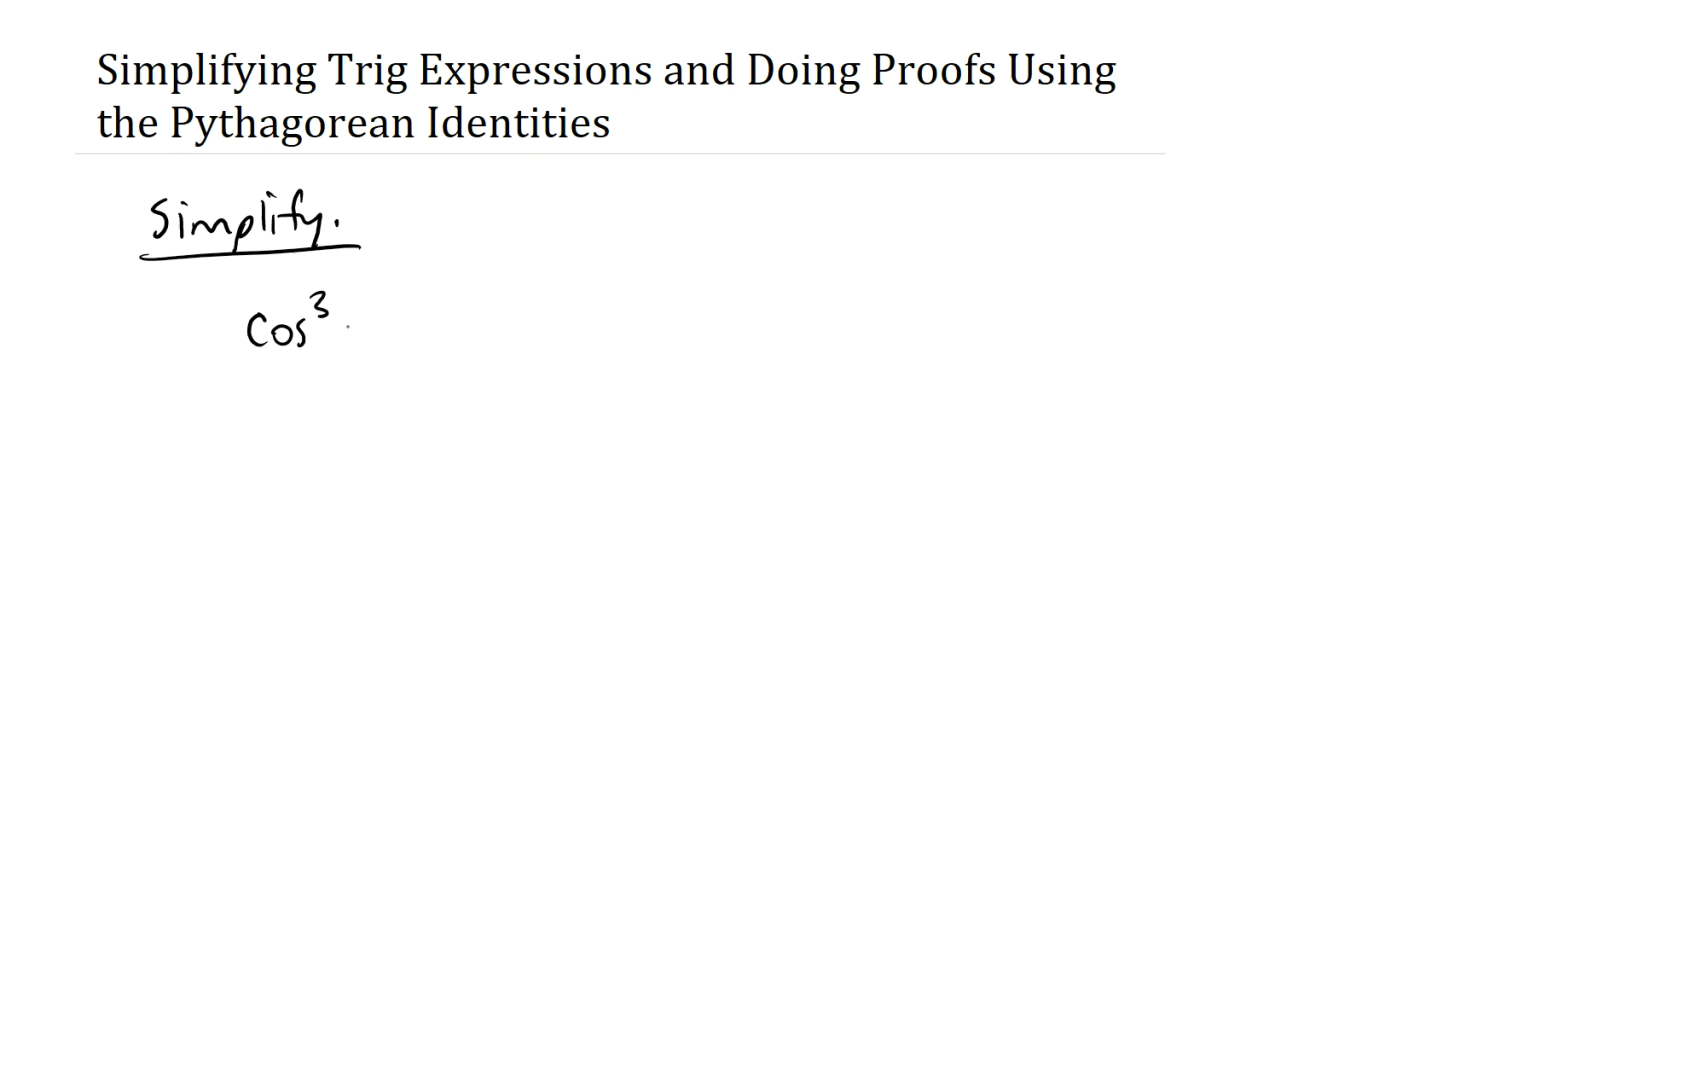 Simplifying Trig Expressions and Doing Proofs Using
the Pythagorean Identities
Simplify.
Cos³